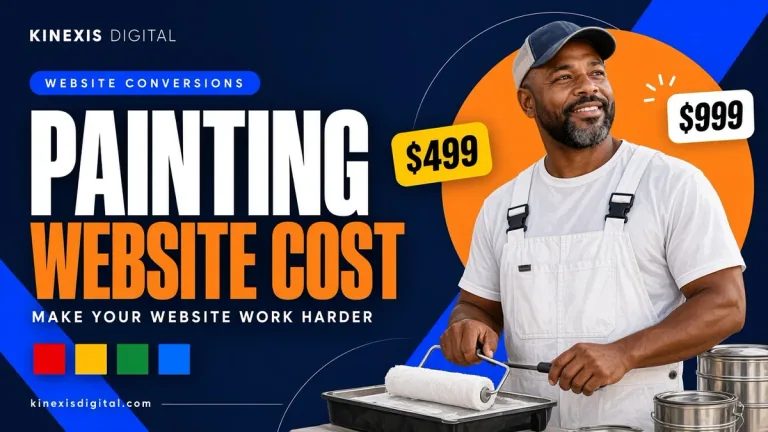 KINEXIS DIGITAL
WEBSITE CONVERSIONS
PAINTING
WEBSITE COST
MAKE YOUR WEBSITE WORK HARDER
$499
$999
kinexisdigital.com